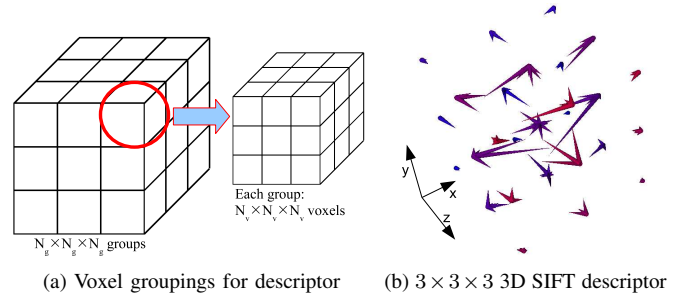 Each group:
N_v×N_v×N_v voxels
N_g×N_g×N_g groups
y
x
z
(a) Voxel groupings for descriptor
(b) 3 × 3 × 3 3D SIFT descriptor